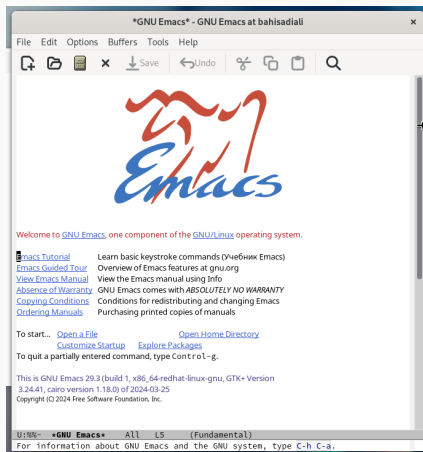 *GNU Emacs* - GNU Emacs at bahisadiali ×
File Edit Options Buffers Tools Help
Save Undo
Emacs
Welcome to GNU Emacs, one component of the GNU/Linux operating system.
Emacs Tutorial Learn basic keystroke commands (Учебник Emacs)
Emacs Guided Tour Overview of Emacs features at gnu.org
View Emacs Manual View the Emacs manual using Info
Absence of Warranty GNU Emacs comes with ABSOLUTELY NO WARRANTY
Copying Conditions Conditions for redistributing and changing Emacs
Ordering Manuals Purchasing printed copies of manuals
To start... Open a File Open Home Directory
Customize Startup Explore Packages
To quit a partially entered command, type Control-g.
This is GNU Emacs 29.3 (build 1, x86_64-redhat-linux-gnu, GTK+ Version
3.24.41, cairo version 1.18.0) of 2024-03-25
Copyright (C) 2024 Free Software Foundation, Inc.
U:%%- *GNU Emacs* All L5 (Fundamental)
For information about GNU Emacs and the GNU system, type C-h C-a.